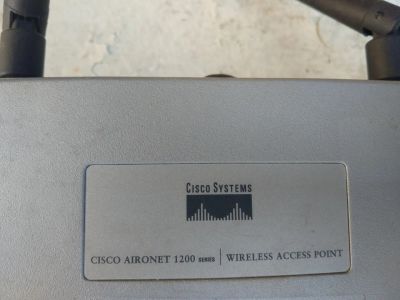 CISCO SYSTEMS
CISCO AIRONET 1200 SERIES | WIRELESS ACCESS POINT